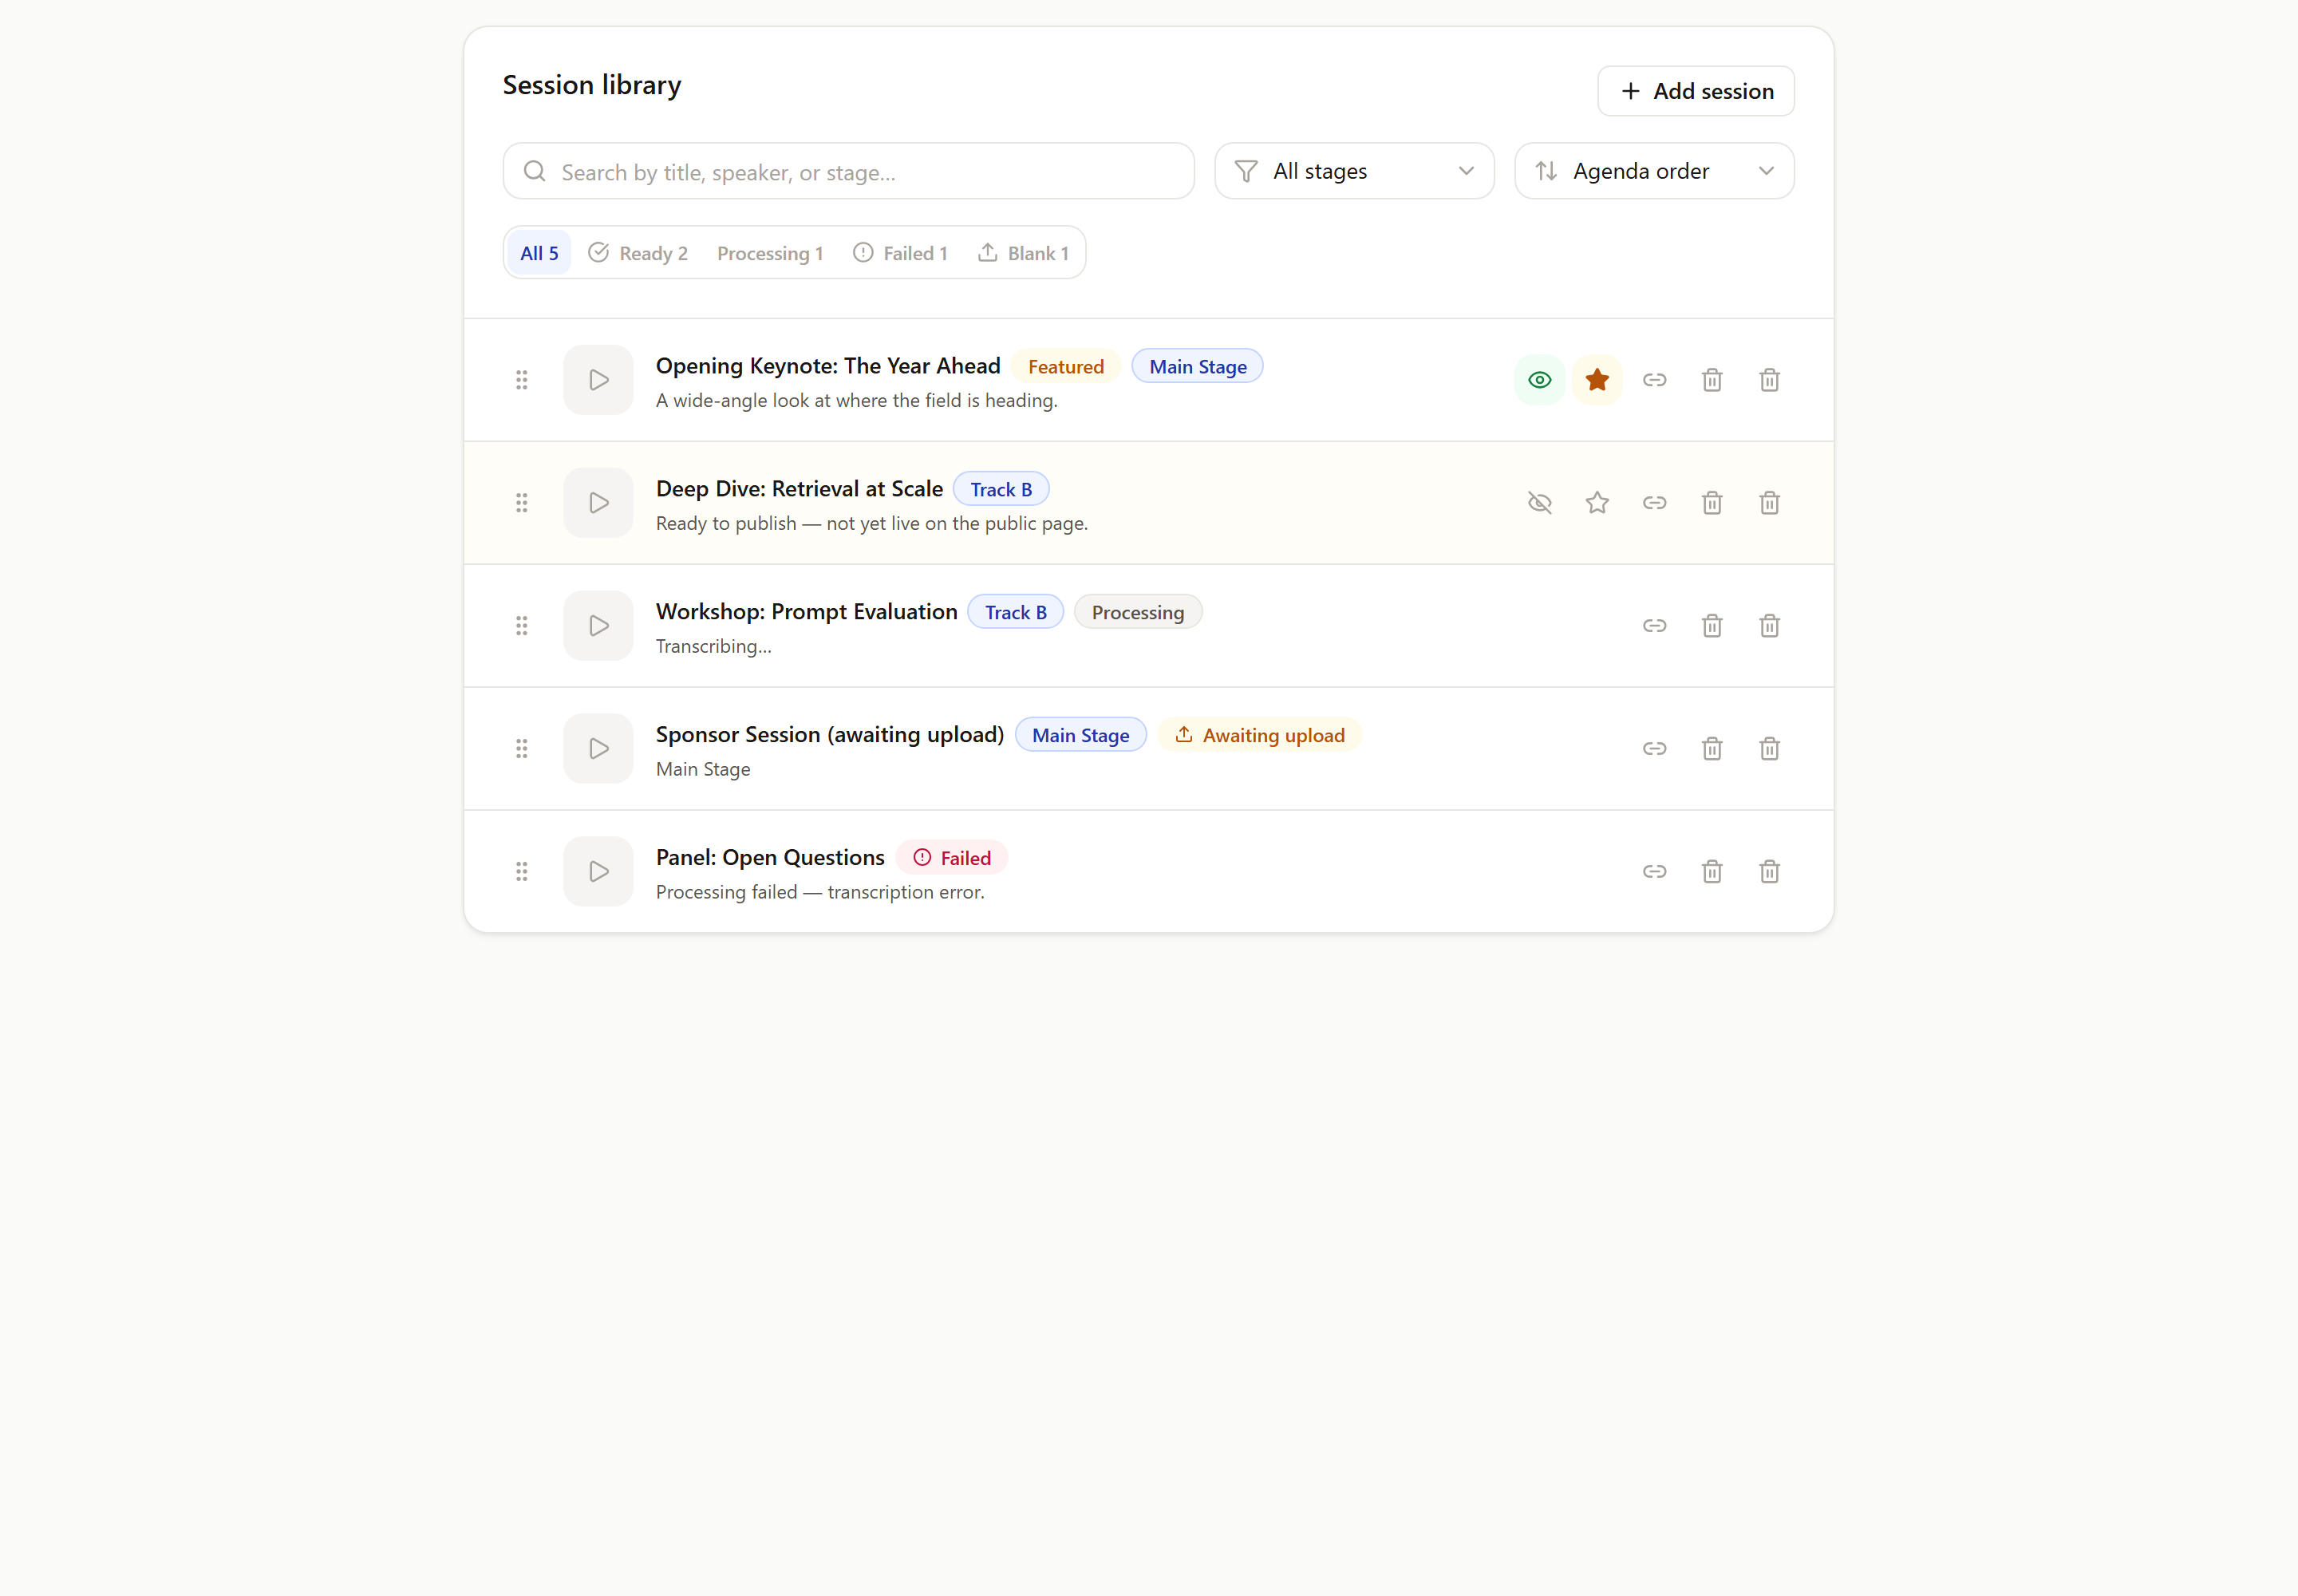 Session library
Add session
Search by title, speaker, or stage...
All stages
Agenda order
All 5
Ready 2
Processing 1
Failed 1
Blank 1
Opening Keynote: The Year Ahead
Featured
Main Stage
A wide-angle look at where the field is heading.
Deep Dive: Retrieval at Scale
Track B
Ready to publish — not yet live on the public page.
Workshop: Prompt Evaluation
Track B
Processing
Transcribing...
Sponsor Session (awaiting upload)
Main Stage
Awaiting upload
Main Stage
Panel: Open Questions
Failed
Processing failed — transcription error.